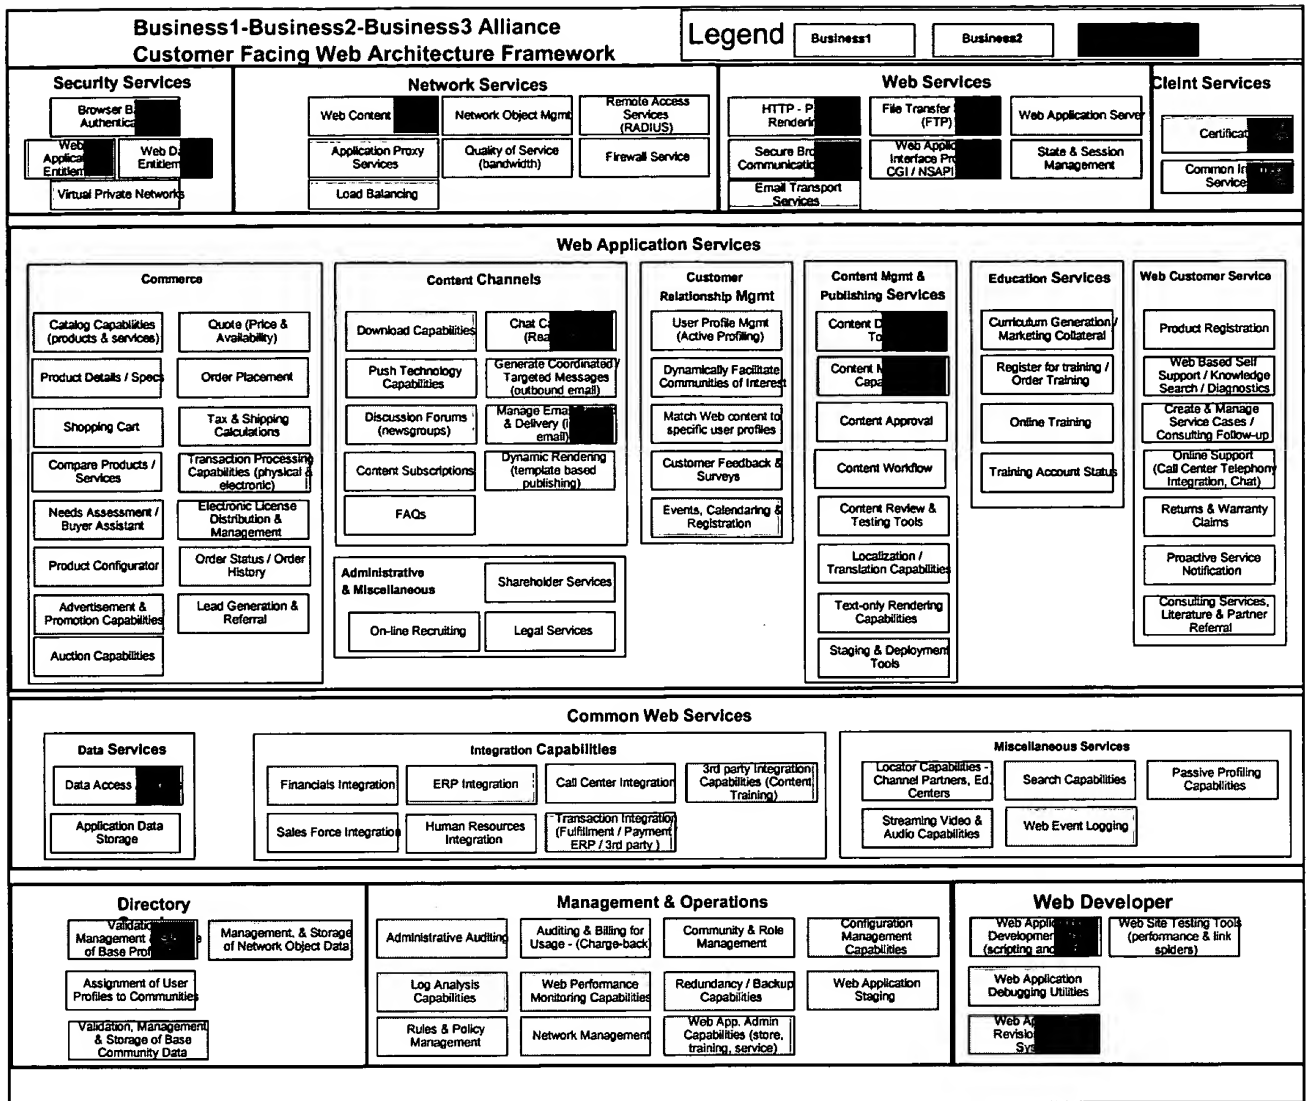 Business1-Business2-Business3 Alliance
Customer Facing Web Architecture Framework
Legend
Business1
Business2
Security Services
Browser B
Authentica
Web
Applicat
Entitlem
Web Da
Entitlem
Virtual Private Networks
Network Services
Web Content
Network Object Mgmt
Remote Access
Services
(RADIUS)
Application Proxy
Services
Quality of Service
(bandwidth)
Firewall Service
Load Balancing
Web Services
HTTP - P
Renderin
File Transfer
(FTP)
Web Application Server
Secure Bro
Communicatio
Web Applic
Interface Pro
CGI / NSAPI
State & Session
Management
Email Transport
Services
CleInt Services
Certificat
Common In
Service
Web Application Services
Commerce
Catalog Capabilities
(products & services)
Quote (Price &
Availability)
Product Details / Specs
Order Placement
Shopping Cart
Tax & Shipping
Calculations
Compare Products /
Services
Transaction Processing
Capabilities (physical &
electronic)
Needs Assessment /
Buyer Assistant
Electronic License
Distribution &
Management
Product Configurator
Order Status / Order
History
Advertisement &
Promotion Capabilities
Lead Generation &
Referral
Auction Capabilities
Content Channels
Download Capabilities
Chat Ca
(Rea
Push Technology
Capabilities
Generate Coordinated /
Targeted Messages
(outbound email)
Discussion Forums
(newsgroups)
Manage Emai
& Delivery (i
email)
Content Subscriptions
Dynamic Rendering
(template based
publishing)
FAQs
Administrative
& Miscellaneous
Shareholder Services
On-line Recruiting
Legal Services
Customer
Relationship Mgmt
User Profile Mgmt
(Active Profiling)
Dynamically Facilitate
Communities of Interest
Match Web content to
specific user profiles
Customer Feedback &
Surveys
Events, Calendaring &
Registration
Content Mgmt &
Publishing Services
Content D
To
Content M
Capa
Content Approval
Content Workflow
Content Review &
Testing Tools
Localization /
Translation Capabilities
Text-only Rendering
Capabilities
Staging & Deployment
Tools
Education Services
Curriculum Generation /
Marketing Collateral
Register for training /
Order Training
Online Training
Training Account Status
Web Customer Service
Product Registration
Web Based Self
Support / Knowledge
Search / Diagnostics
Create & Manage
Service Cases /
Consulting Follow-up
Online Support
(Call Center Telephony
Integration, Chat)
Returns & Warranty
Claims
Proactive Service
Notification
Consulting Services,
Literature & Partner
Referral
Common Web Services
Data Services
Data Access
Application Data
Storage
Integration Capabilities
Financials Integration
ERP Integration
Call Center Integration
3rd party Integration
Capabilities (Content
Training)
Sales Force Integration
Human Resources
Integration
Transaction Integration
(Fulfillment / Payment
ERP / 3rd party )
Miscellaneous Services
Locator Capabilities -
Channel Partners, Ed.
Centers
Search Capabilities
Passive Profiling
Capabilities
Streaming Video &
Audio Capabilities
Web Event Logging
Directory
Validatio
Management
of Base Prof
Management, & Storage
of Network Object Data
Assignment of User
Profiles to Communities
Validation, Management
& Storage of Base
Community Data
Management & Operations
Administrative Auditing
Auditing & Billing for
Usage - (Charge-back)
Community & Role
Management
Configuration
Management
Capabilities
Log Analysis
Capabilities
Web Performance
Monitoring Capabilities
Redundancy / Backup
Capabilities
Web Application
Staging
Rules & Policy
Management
Network Management
Web App. Admin
Capabilities (store,
training, service)
Web Developer
Web Applic
Developmen
(scripting an
Web Site Testing Tools
(performance & link
spiders)
Web Application
Debugging Utilities
Web Ap
Revision
Sys